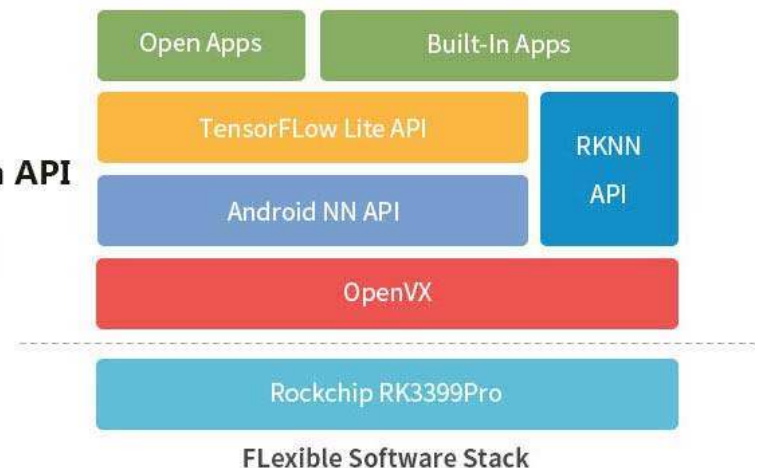 Open Apps
Built-In Apps
TensorFLow Lite API
RKNN
API
API
Android NN API
OpenVX
Rockchip RK3399Pro
FLexible Software Stack